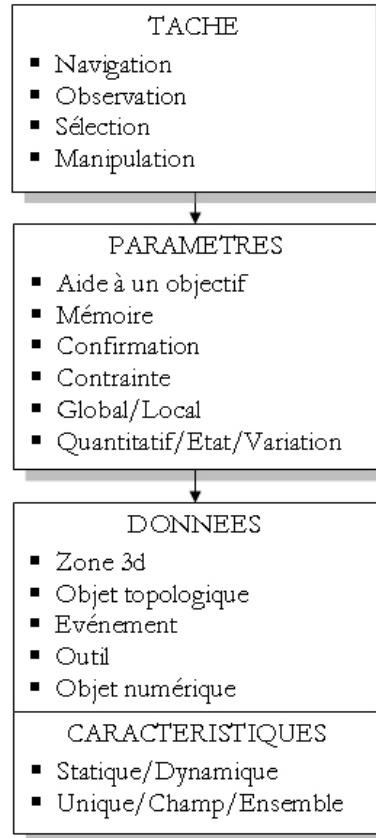 TACHE
▪ Navigation
▪ Observation
▪ Sélection
▪ Manipulation
PARAMETRES
▪ Aide à un objectif
▪ Mémoire
▪ Confirmation
▪ Contrainte
▪ Global/Local
▪ Quantitatif/Etat/Variation
DONNEES
▪ Zone 3d
▪ Objet topologique
▪ Evénement
▪ Outil
▪ Objet numérique
CARACTERISTIQUES
▪ Statique/Dynamique
▪ Unique/Champ/Ensemble